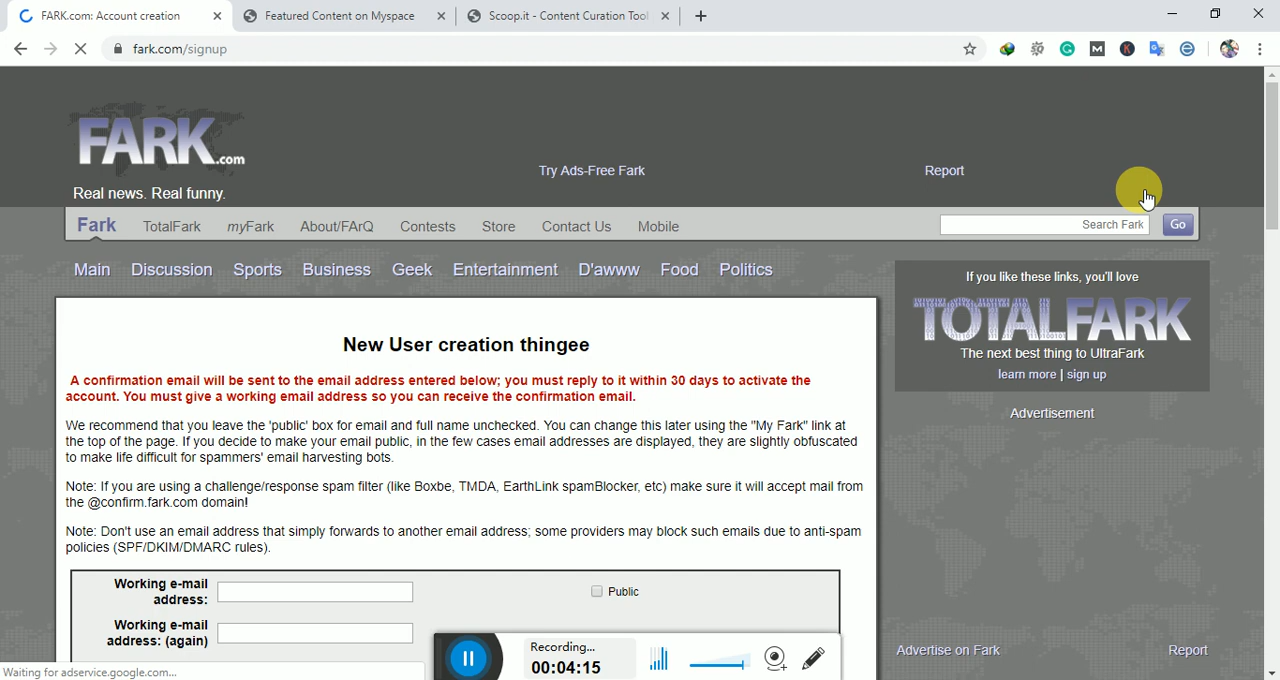 FARK.com: Account creation
Featured Content on Myspace
Scoop.it - Content Curation Tool
fark.com/signup
FARK.com
Real news. Real funny.
Try Ads-Free Fark
Report
Fark TotalFark myFark About/FArQ Contests Store Contact Us Mobile
Search Fark
Go
Main Discussion Sports Business Geek Entertainment D'awww Food Politics
If you like these links, you'll love
TOTALFARK
The next best thing to UltraFark
learn more | sign up
Advertisement
New User creation thingee
A confirmation email will be sent to the email address entered below; you must reply to it within 30 days to activate the
account. You must give a working email address so you can receive the confirmation email.
We recommend that you leave the 'public' box for email and full name unchecked. You can change this later using the "My Fark" link at
the top of the page. If you decide to make your email public, in the few cases email addresses are displayed, they are slightly obfuscated
to make life difficult for spammers' email harvesting bots.
Note: If you are using a challenge/response spam filter (like Boxbe, TMDA, EarthLink spamBlocker, etc) make sure it will accept mail from
the @confirm.fark.com domain!
Note: Don't use an email address that simply forwards to another email address; some providers may block such emails due to anti-spam
policies (SPF/DKIM/DMARC rules).
Working e-mail
address:
Public
Working e-mail
address: (again)
Recording...
00:04:15
Advertise on Fark
Report
Waiting for adservice.google.com...